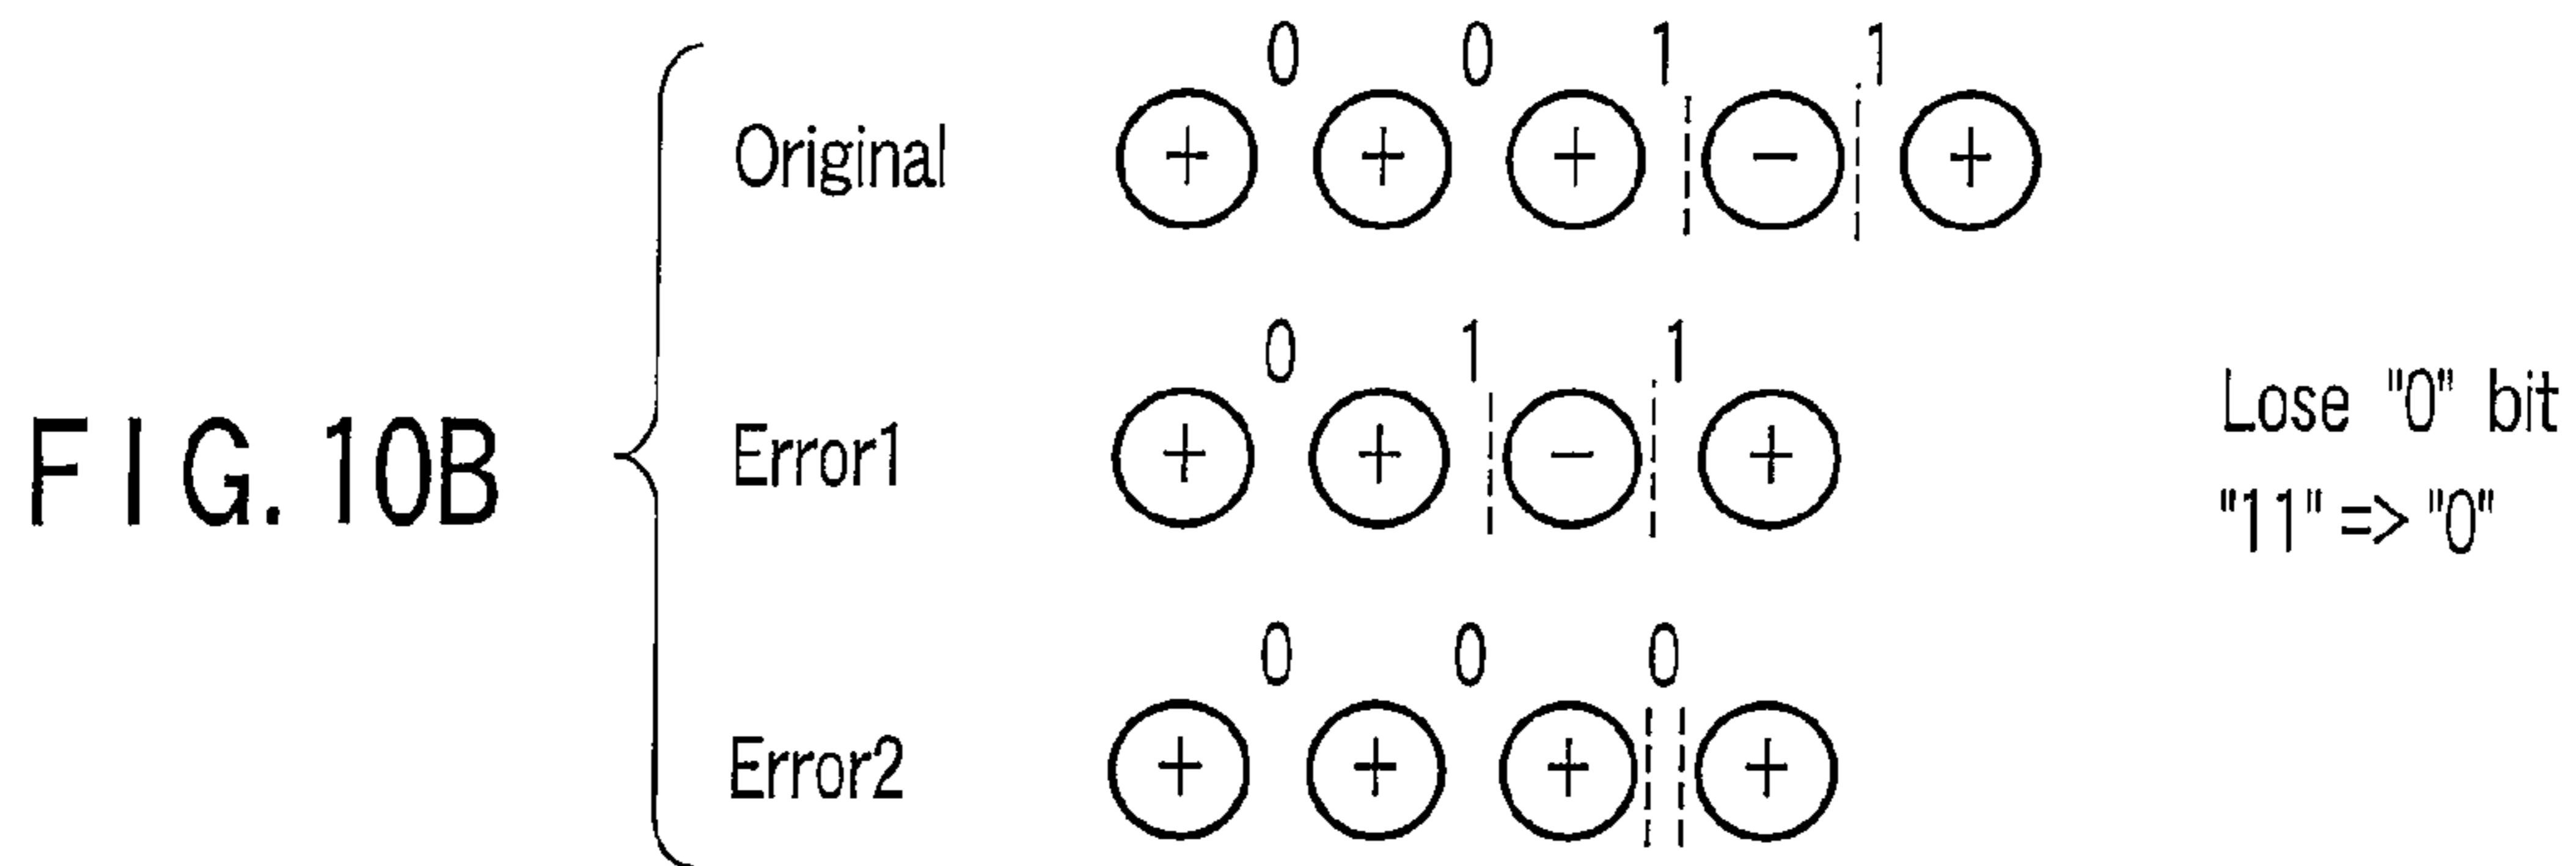 0 0 1 1
Original + + + − +
0 1 1
Error1 + + − +
Lose "0" bit
"11" => "0"
FIG. 10B
0 0 0
Error2 + + + +